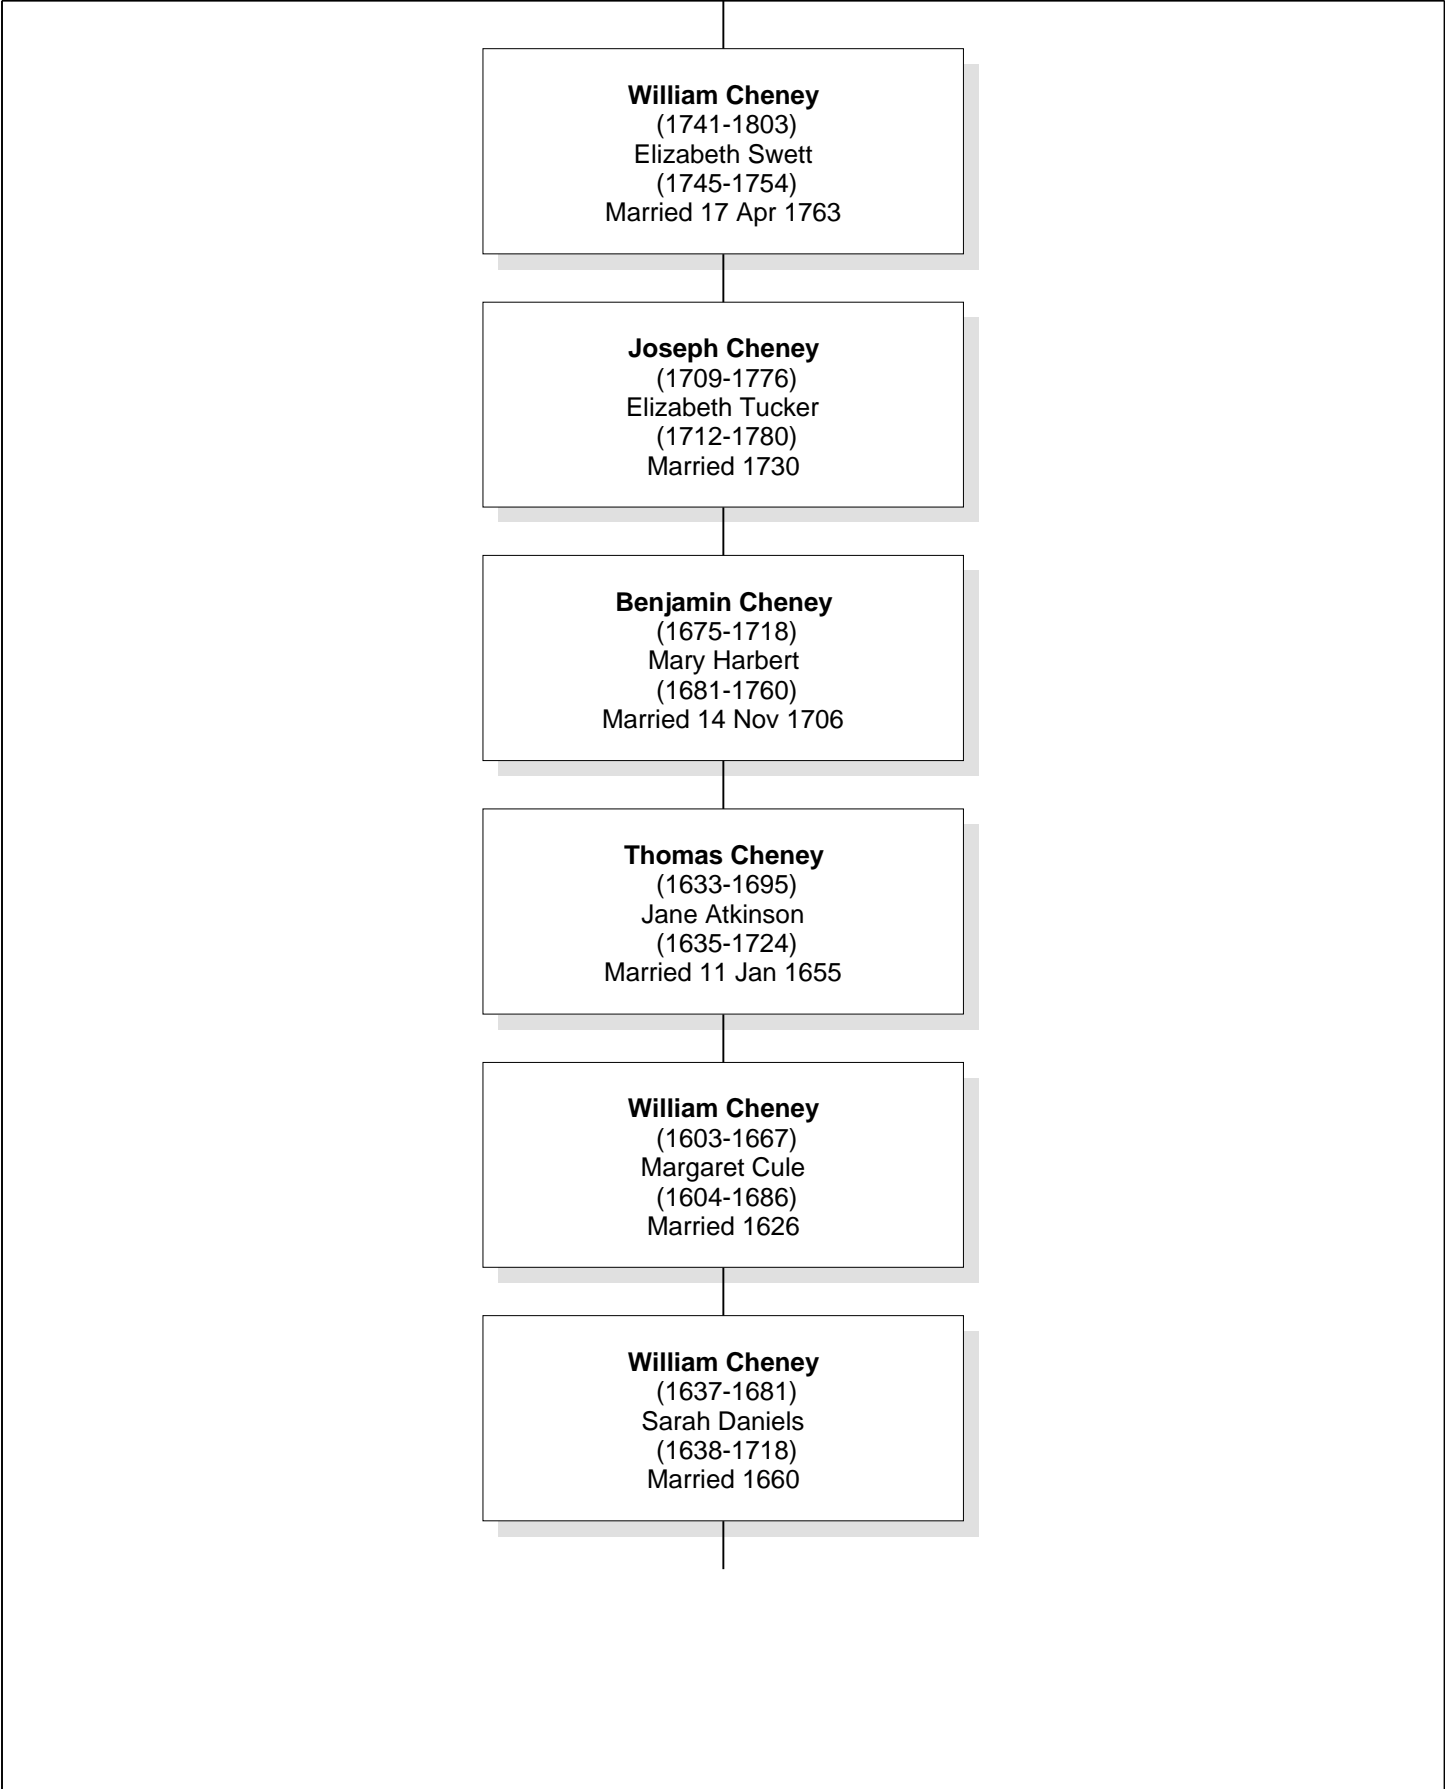 William Cheney
(1741-1803)
Elizabeth Swett
(1745-1754)
Married 17 Apr 1763
Joseph Cheney
(1709-1776)
Elizabeth Tucker
(1712-1780)
Married 1730
Benjamin Cheney
(1675-1718)
Mary Harbert
(1681-1760)
Married 14 Nov 1706
Thomas Cheney
(1633-1695)
Jane Atkinson
(1635-1724)
Married 11 Jan 1655
William Cheney
(1603-1667)
Margaret Cule
(1604-1686)
Married 1626
William Cheney
(1637-1681)
Sarah Daniels
(1638-1718)
Married 1660